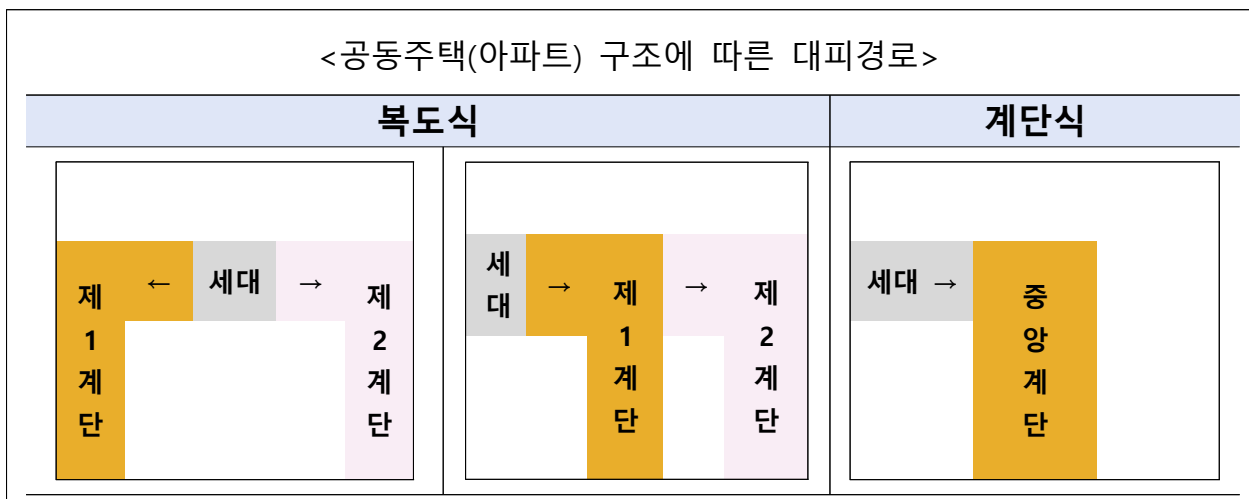 <공동주택(아파트) 구조에 따른 대피경로>
복도식
계단식
제1계단
←
세대
→
제2계단
세대
→
제1계단
→
제2계단
세대 →
중앙계단